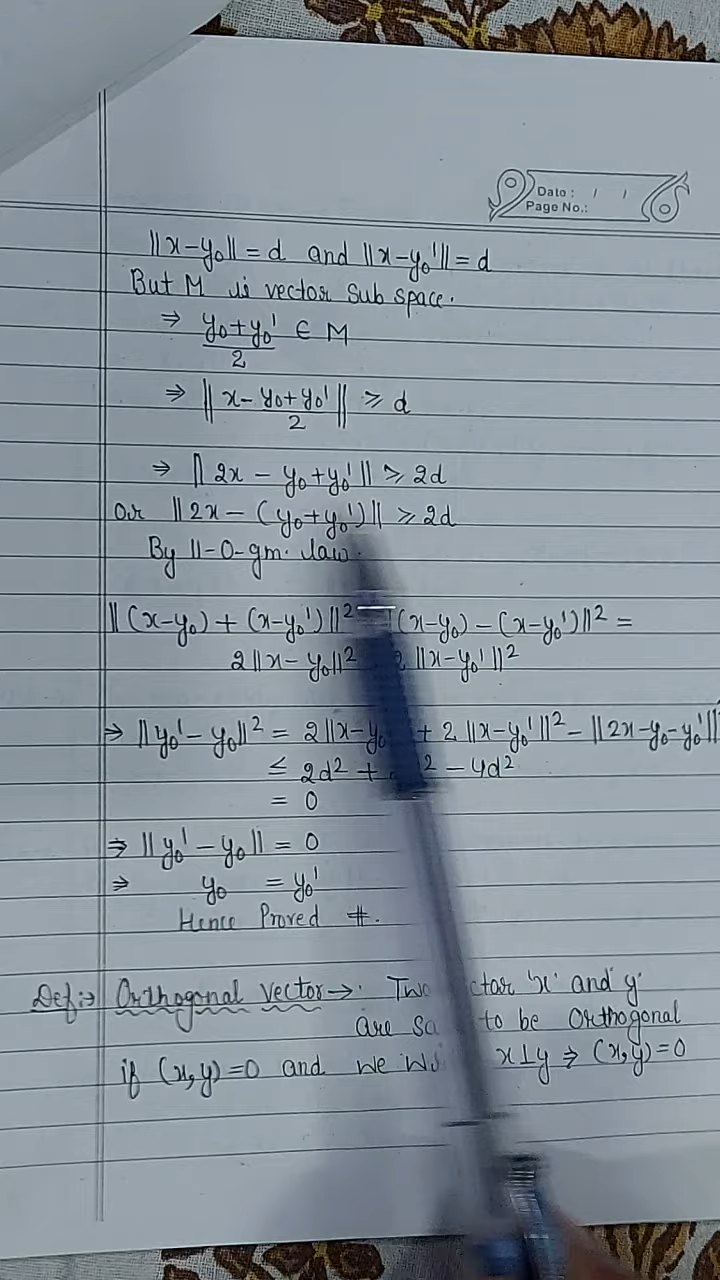 Date : / /
Page No.:
||x-y₀|| = d and ||x-y₀'|| = d
But M is vector Sub space.
⇒ y₀+y₀'/2 ∈ M
⇒ || x- y₀+y₀'/2 || ≥ d
⇒ || 2x - y₀+y₀' || ≥ 2d
Or ||2x - (y₀+y₀')|| ≥ 2d
By ||-O-gm. law.
||(x-y₀) + (x-y₀')||² (x-y₀) - (x-y₀')||² =
2||x-y₀||² 2||x-y₀'||²
⇒ ||y₀'-y₀||² = 2||x-y₀ + 2||x-y₀'||² - ||2x-y₀-y₀'||
≤ 2d² + ² - 4d²
= 0
⇒ ||y₀'-y₀|| = 0
⇒ y₀ = y₀'
Hence Proved #.
Def:→ Orthogonal Vector→. 'x' and y'
are to be Orthogonal
if (x,y)=0 and we x⊥y ⇒ (x,y)=0